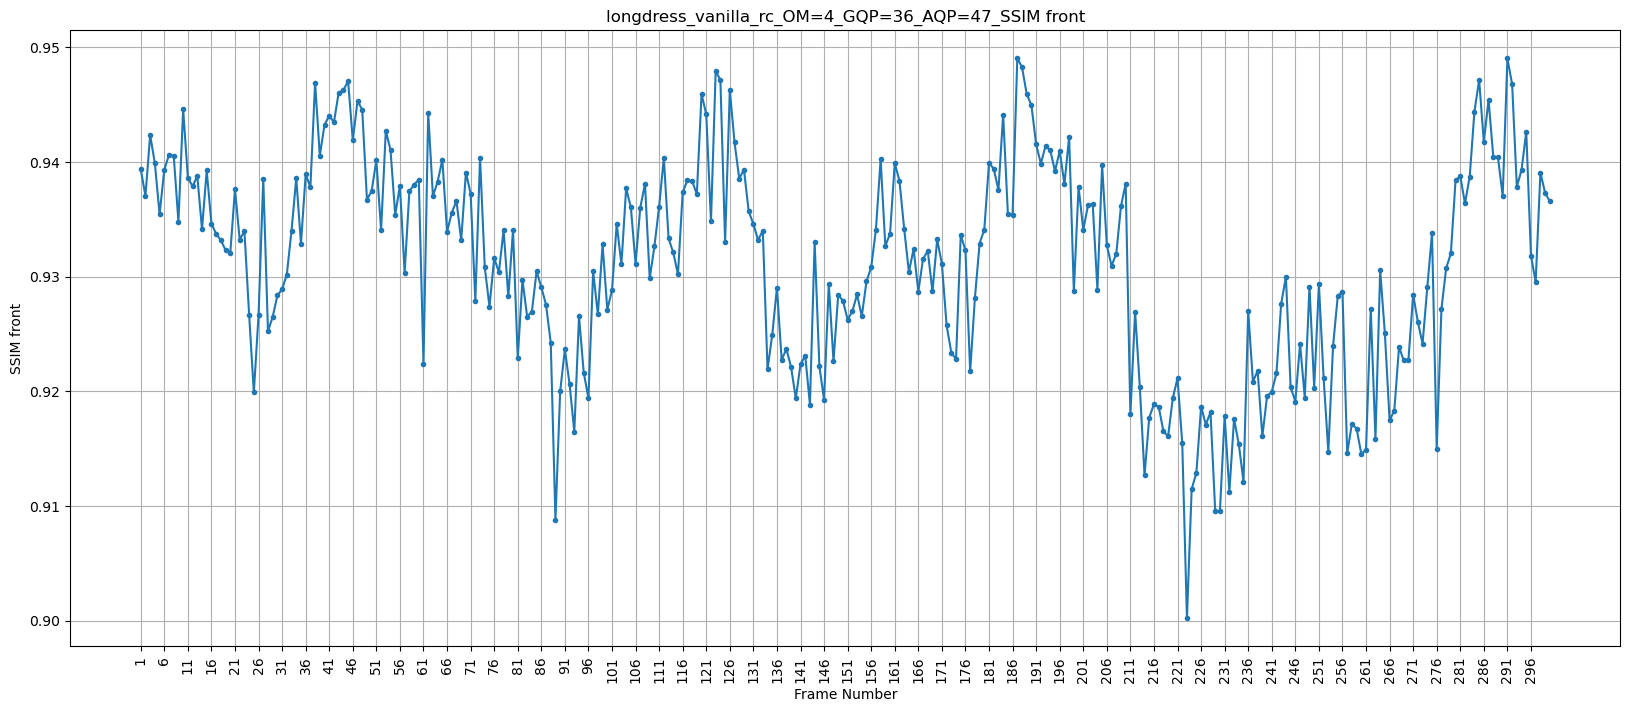 longdress_vanilla_rc_OM=4_GQP=36_AQP=47_SSIM front
0.95
0.94
0.93
0.92
0.91
0.90
SSIM front
1 6 11 16 21 26 31 36 41 46 51 56 61 66 71 76 81 86 91 96 101 106 111 116 121 126 131 136 141 146 151 156 161 166 171 176 181 186 191 196 201 206 211 216 221 226 231 236 241 246 251 256 261 266 271 276 281 286 291 296
Frame Number